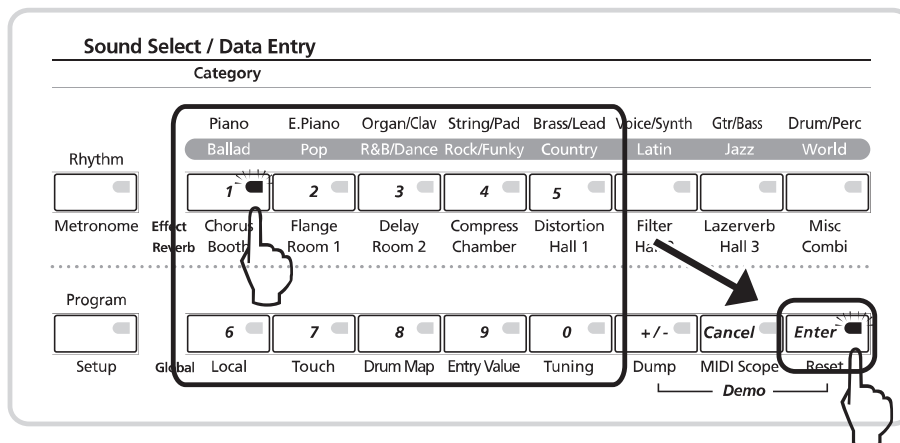 Sound Select / Data Entry
Category
Piano E.Piano Organ/Clav String/Pad Brass/Lead Voice/Synth Gtr/Bass Drum/Perc
Rhythm Ballad Pop R&B/Dance Rock/Funky Country Latin Jazz World
1 2 3 4 5
Metronome Effect Chorus Flange Delay Compress Distortion Filter Lazerverb Misc
Reverb Booth Room 1 Room 2 Chamber Hall 1 Hall 3 Combi
Program
6 7 8 9 0 +/- Cancel Enter
Setup Global Local Touch Drum Map Entry Value Tuning Dump MIDI Scope Reset
Demo